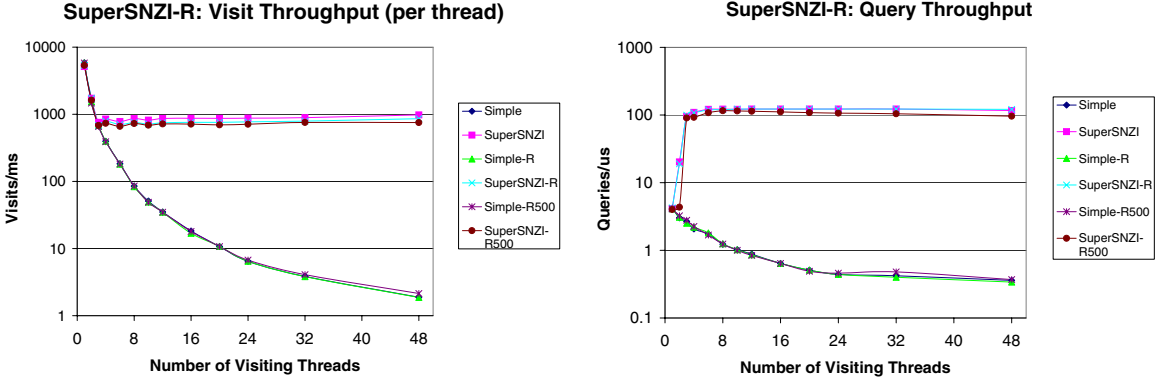 SuperSNZI-R: Visit Throughput (per thread)
10000
1000
100
10
1
Visits/ms
0 8 16 24 32 40 48
Number of Visiting Threads
Simple
SuperSNZI
Simple-R
SuperSNZI-R
Simple-R500
SuperSNZI-
R500
SuperSNZI-R: Query Throughput
1000
100
10
1
0.1
Queries/us
0 8 16 24 32 40 48
Number of Visiting Threads
Simple
SuperSNZI
Simple-R
SuperSNZI-R
Simple-R500
SuperSNZI-
R500